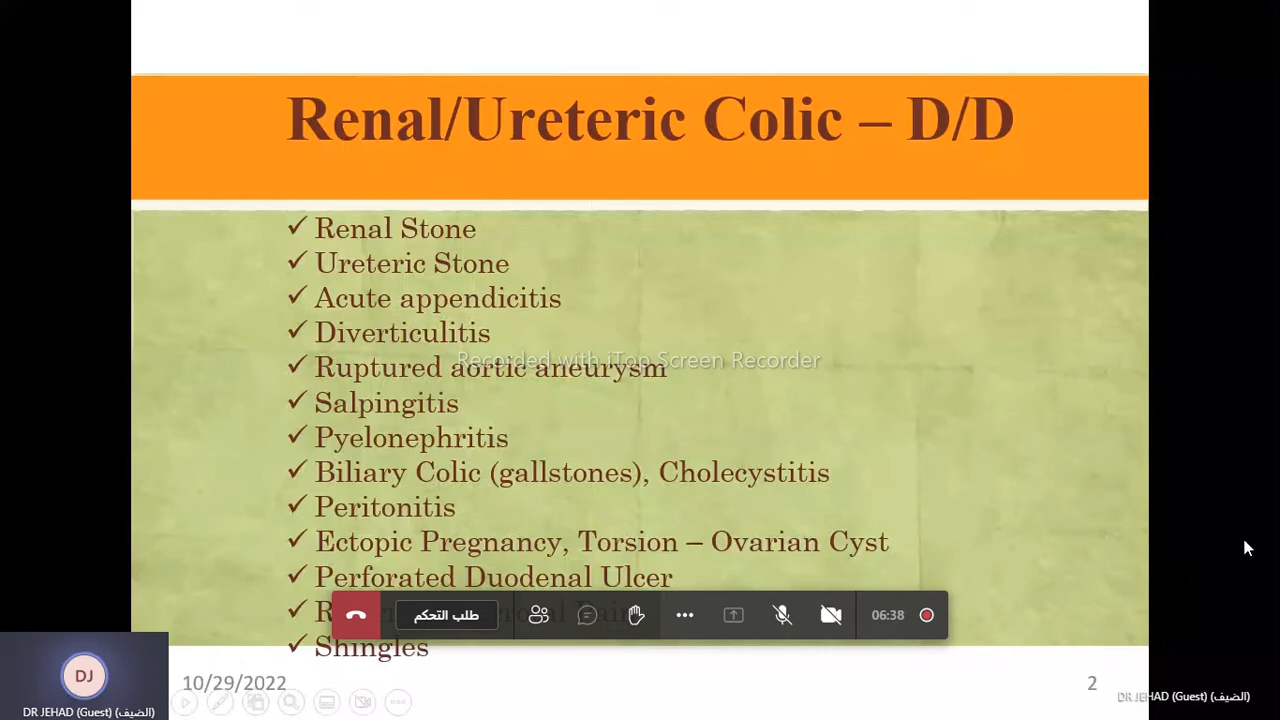 Renal/Ureteric Colic – D/D
✓ Renal Stone
✓ Ureteric Stone
✓ Acute appendicitis
✓ Diverticulitis
✓ Ruptured aortic aneurysm
Recorded with iTop Screen Recorder
✓ Salpingitis
✓ Pyelonephritis
✓ Biliary Colic (gallstones), Cholecystitis
✓ Peritonitis
✓ Ectopic Pregnancy, Torsion – Ovarian Cyst
✓ Perforated Duodenal Ulcer
طلب التحكم
06:38
✓ Shingles
DJ
10/29/2022
2
DR JEHAD (Guest) (الضيف)
DR JEHAD (Guest) (الضيف)